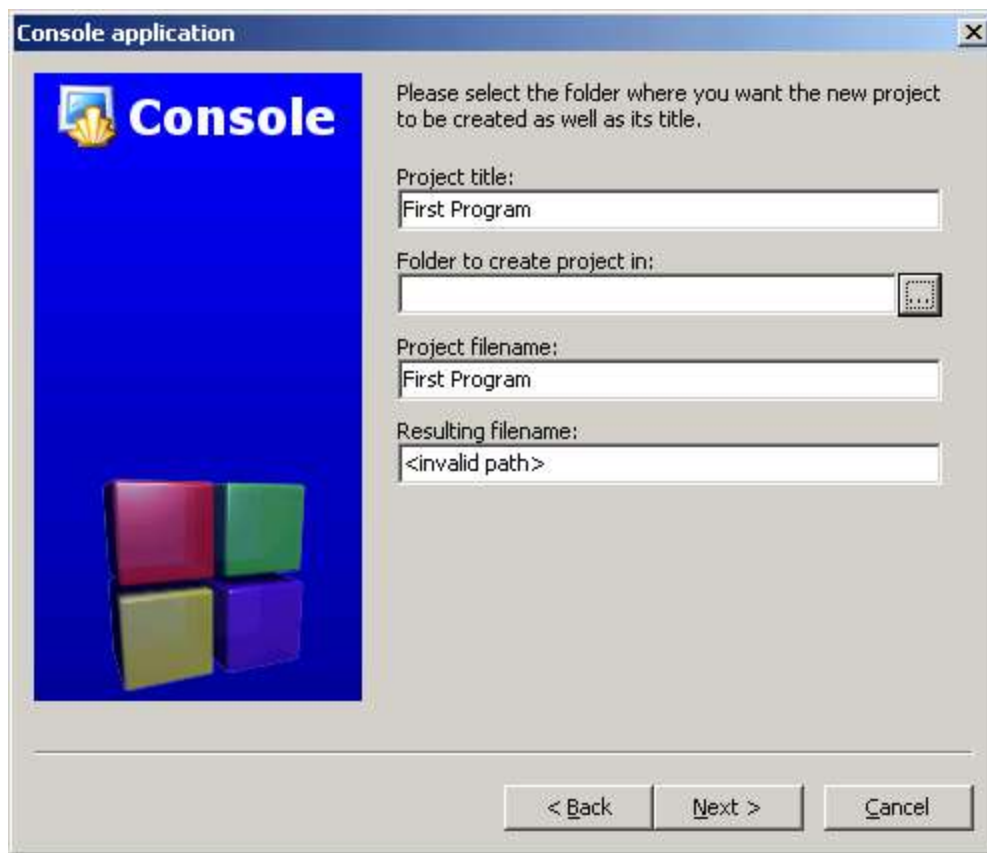 Console application
Console
Please select the folder where you want the new project
to be created as well as its title.
Project title:
First Program
Folder to create project in:
...
Project filename:
First Program
Resulting filename:
<invalid path>
< Back
Next >
Cancel